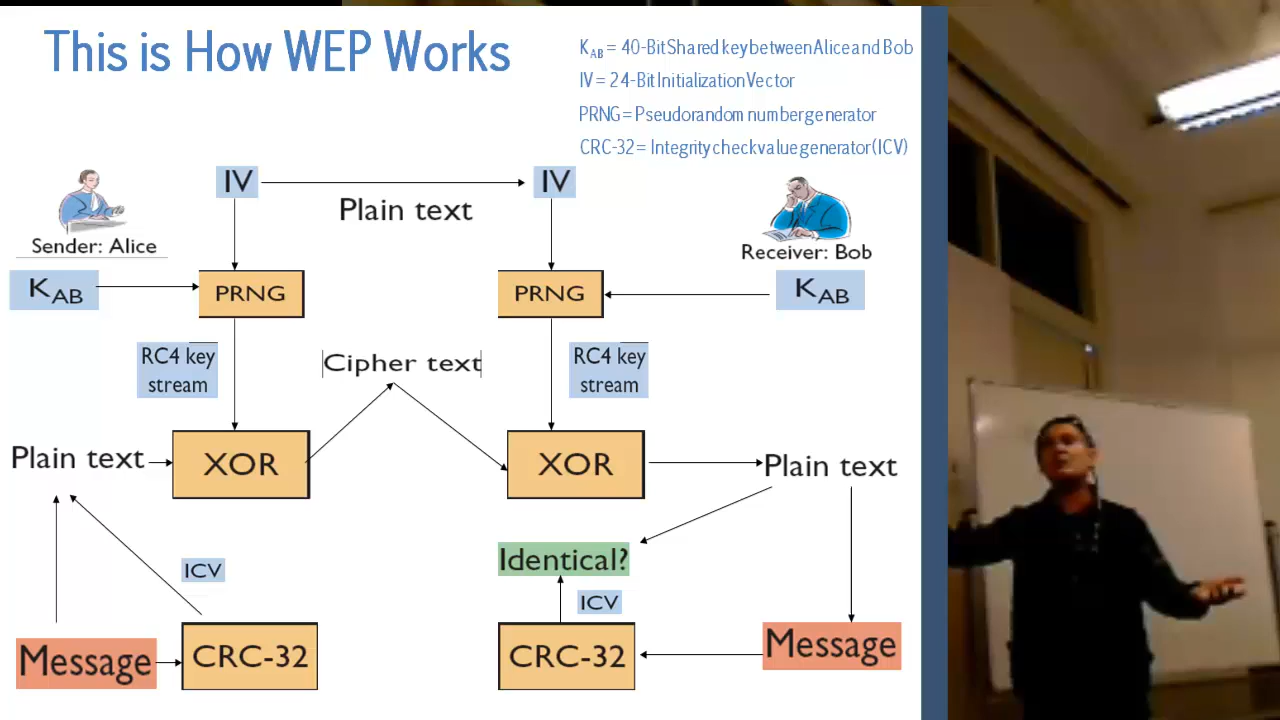 This is How WEP Works
K AB = 40-Bit Shared key between Alice and Bob
IV = 24-Bit Initialization Vector
PRNG = Pseudorandom number generator
CRC-32 = Integrity check value generator (ICV)
IV
IV
Plain text
Sender: Alice
Receiver: Bob
K AB
PRNG
PRNG
K AB
RC4 key
stream
Cipher text
RC4 key
stream
Plain text
XOR
XOR
Plain text
ICV
Identical?
ICV
Message
CRC-32
CRC-32
Message